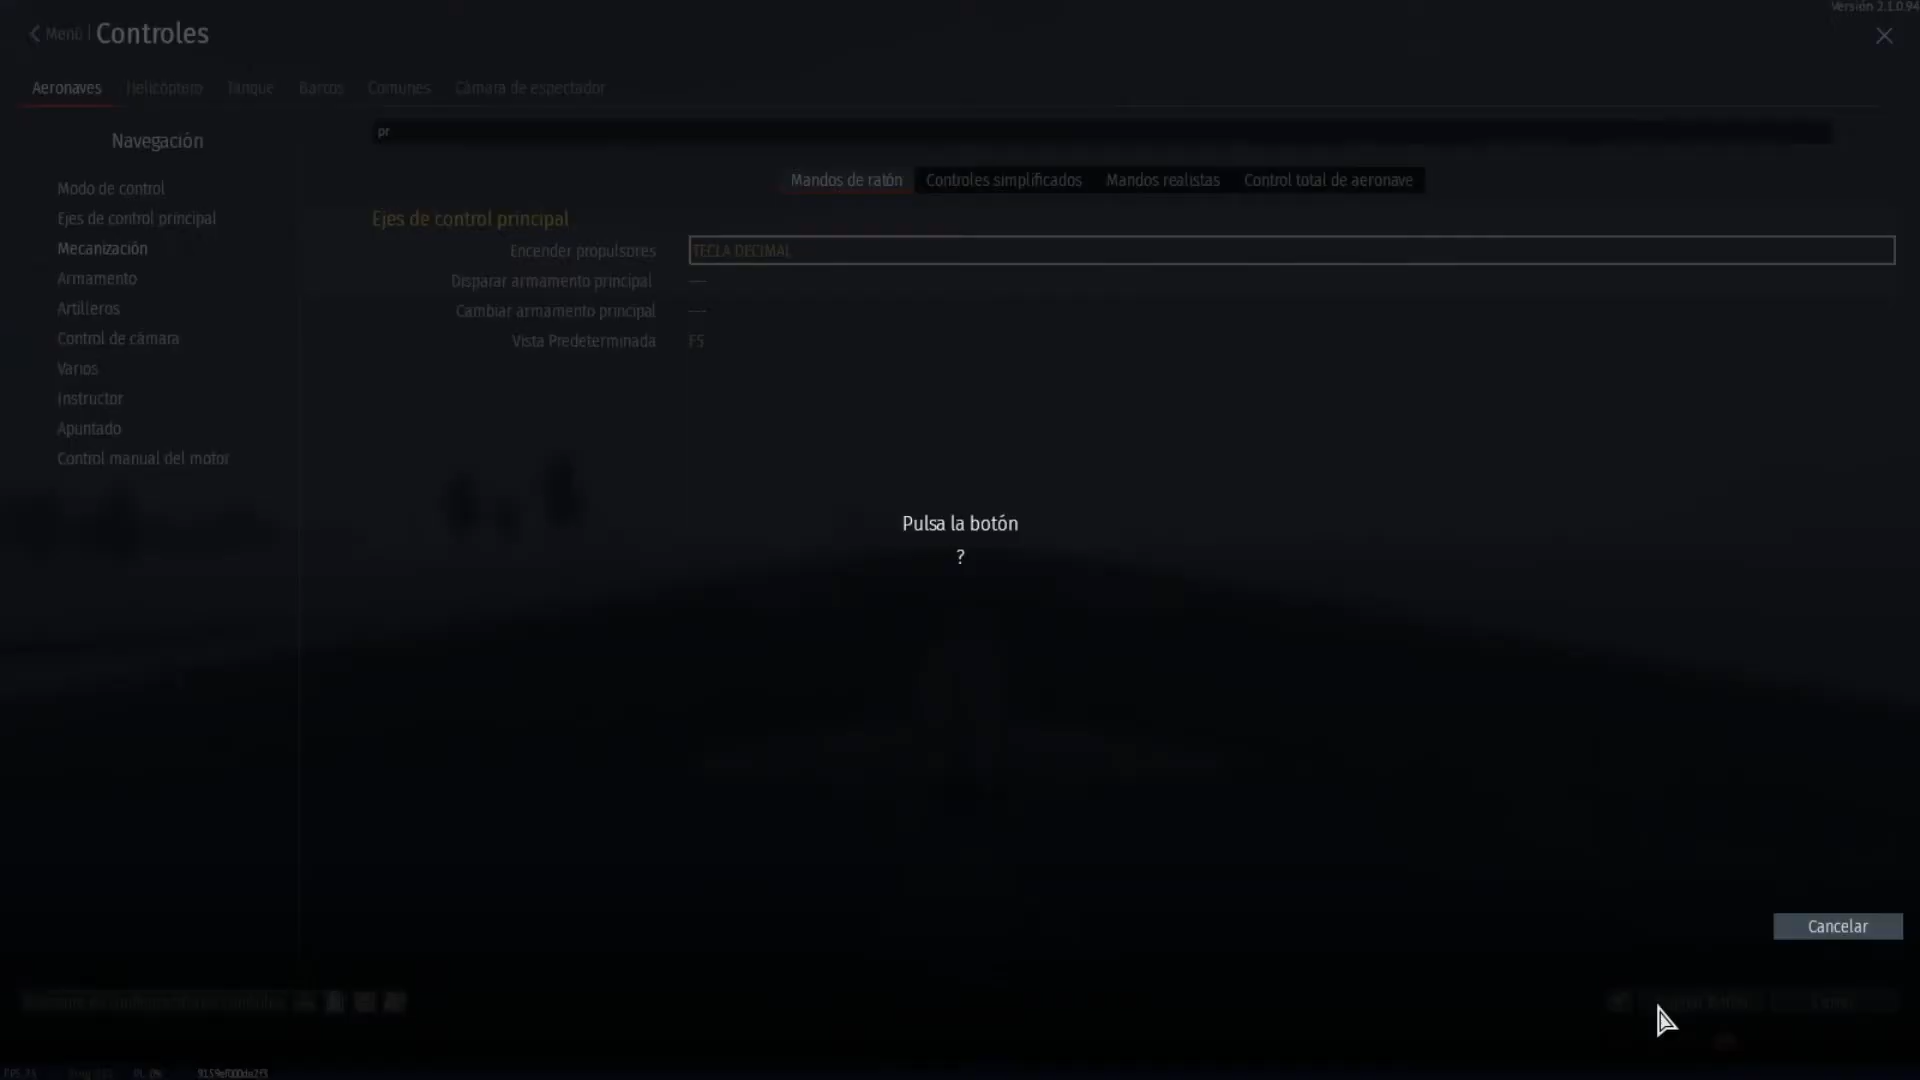 Versión 2.1.0.94
Menú | Controles
Aeronaves Helicóptero Tanque Barcos Comunes Cámara de espectador
Navegación
pr
Modo de control
Ejes de control principal
Mecanización
Armamento
Artilleros
Control de cámara
Varios
Instructor
Apuntado
Control manual del motor
Mandos de ratón Controles simplificados Mandos realistas Control total de aeronave
Ejes de control principal
Encender propulsores TECLA DECIMAL
Disparar armamento principal —
Cambiar armamento principal —
Vista Predeterminada F5
Pulsa la botón
?
Cancelar